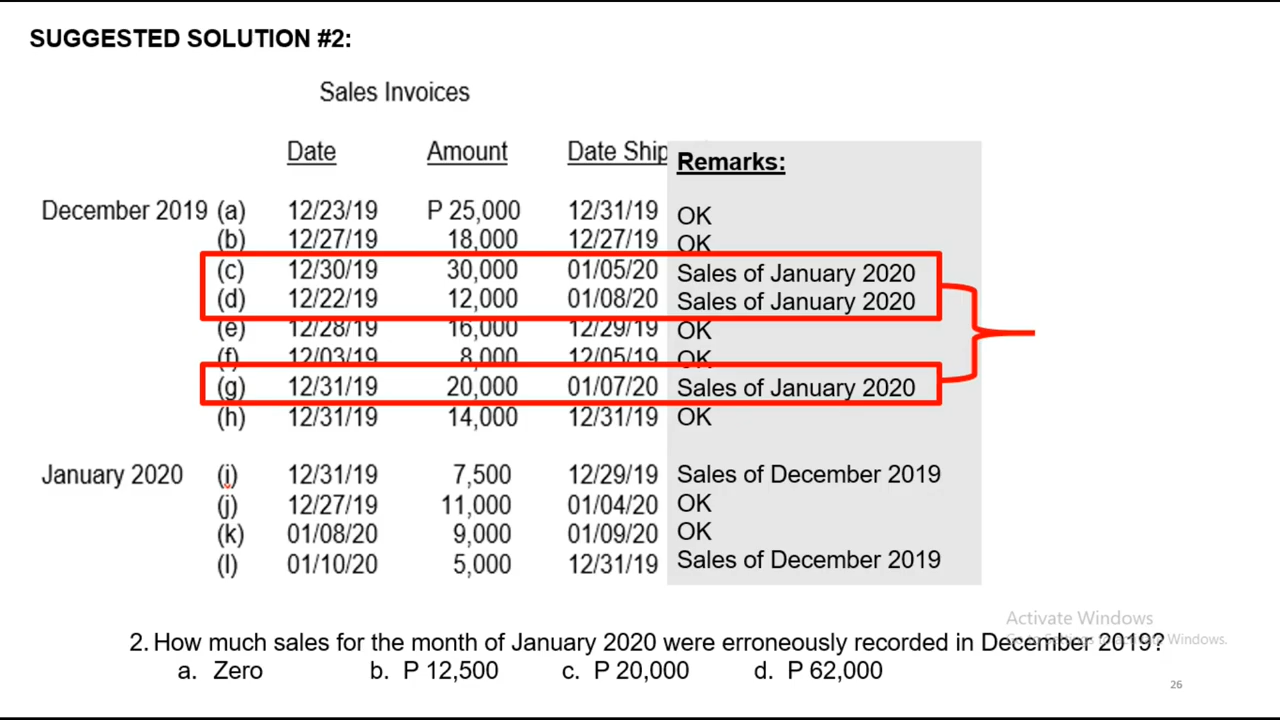 SUGGESTED SOLUTION #2:
Sales Invoices
Date Amount Date Ship Remarks:
December 2019 (a) 12/23/19 P 25,000 12/31/19 OK
(b) 12/27/19 18,000 12/27/19 OK
(c) 12/30/19 30,000 01/05/20 Sales of January 2020
(d) 12/22/19 12,000 01/08/20 Sales of January 2020
(e) 12/28/19 16,000 12/29/19 OK
(f) 12/03/19 8,000 12/05/19 OK
(g) 12/31/19 20,000 01/07/20 Sales of January 2020
(h) 12/31/19 14,000 12/31/19 OK
January 2020 (i) 12/31/19 7,500 12/29/19 Sales of December 2019
(j) 12/27/19 11,000 01/04/20 OK
(k) 01/08/20 9,000 01/09/20 OK
(l) 01/10/20 5,000 12/31/19 Sales of December 2019
Activate Windows
2. How much sales for the month of January 2020 were erroneously recorded in December 2019?
Windows.
a. Zero b. P 12,500 c. P 20,000 d. P 62,000
26